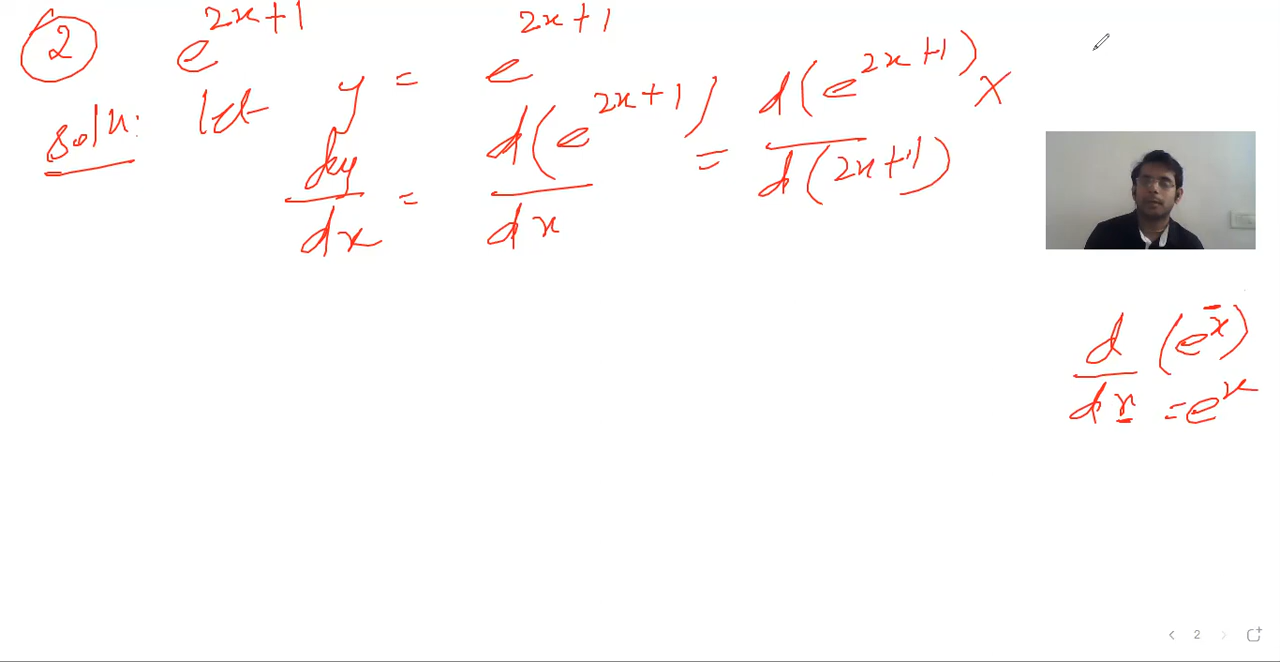 ② e^{2x+1}
soln: let y = e^{2x+1}
dy/dx = d(e^{2x+1})/dx = d(e^{2x+1})/d(2x+1) ×
d/dx (e^x)
= e^x
2